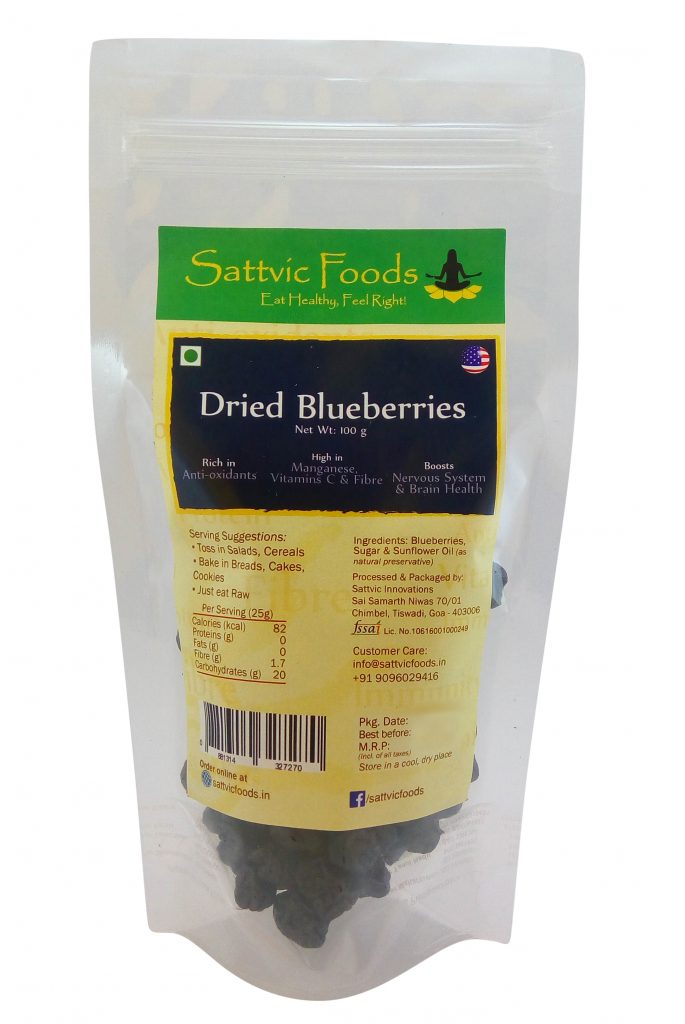 Sattvic Foods
Eat Healthy, Feel Right!
Dried Blueberries
Net Wt: 100 g
Rich in
Anti-oxidants
High in
Manganese,
Vitamins C & Fibre
Boosts
Nervous System
& Brain Health
Serving Suggestions:
• Toss in Salads, Cereals
• Bake in Breads, Cakes,
Cookies
• Just eat Raw
Per Serving (25g)
Calories (kcal) 82
Proteins (g) 0
Fats (g) 0
Fibre (g) 1.7
Carbohydrates (g) 20
0 881314 327270
Order online at
sattvicfoods.in
Ingredients: Blueberries,
Sugar & Sunflower Oil (as
natural preservative)
Processed & Packaged by:
Sattvic Innovations
Sai Samarth Niwas 70/01
Chimbel, Tiswadi, Goa - 403006
fssai Lic. No.10616001000249
Customer Care:
info@sattvicfoods.in
+91 9096029416
Pkg. Date:
Best before:
M.R.P:
(incl. of all taxes)
Store in a cool, dry place
f/sattvicfoods